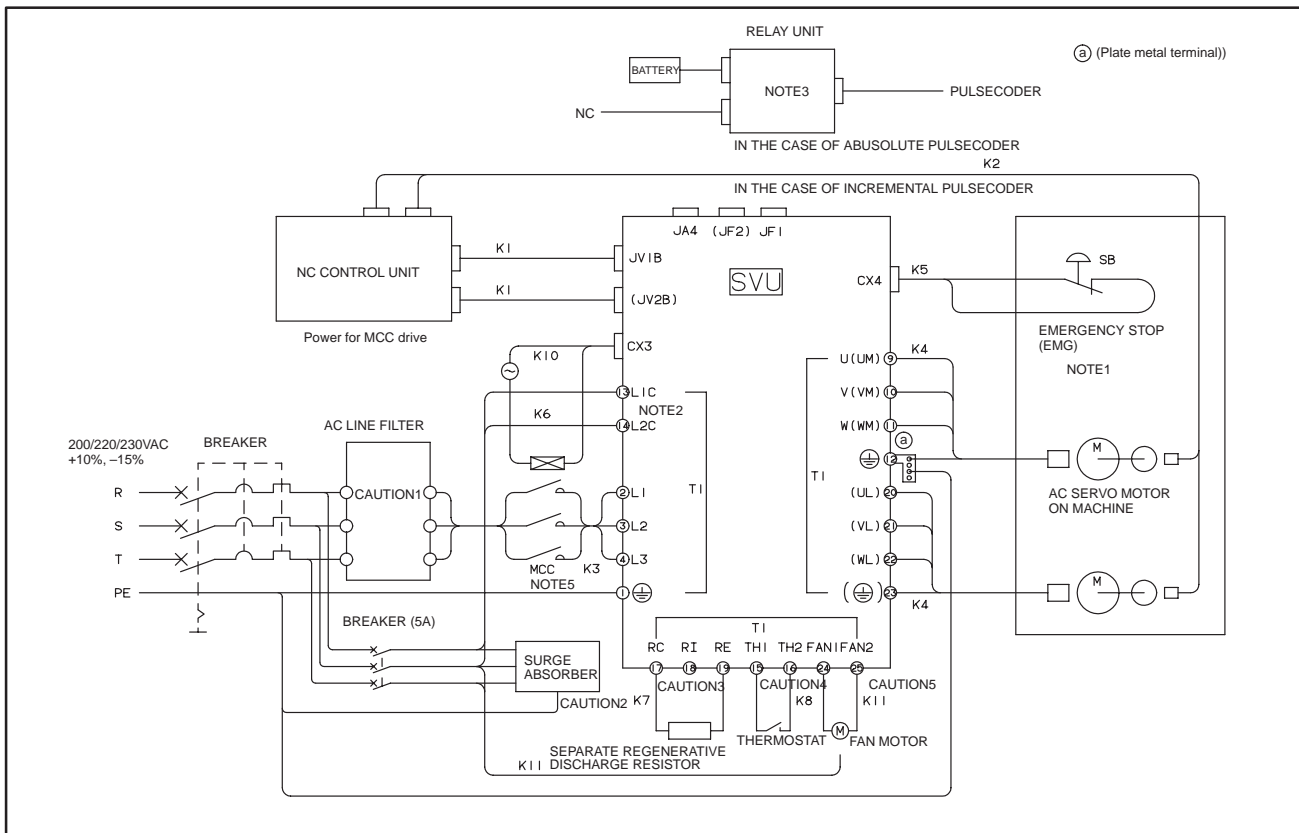 RELAY UNIT
ⓐ (Plate metal terminal))
BATTERY
NOTE3
PULSECODER
NC
IN THE CASE OF ABUSOLUTE PULSECODER
K2
IN THE CASE OF INCREMENTAL PULSECODER
JA4 (JF2) JF1
NC CONTROL UNIT
K1
JV1B
SVU
CX4
K5
SB
K1
(JV2B)
Power for MCC drive
EMERGENCY STOP
(EMG)
NOTE1
K10
CX3
U(UM) 9
K4
13 L1C
V(VM) 10
NOTE2
K6
14 L2C
W(WM) 11
AC LINE FILTER
200/220/230VAC
+10%, –15%
BREAKER
ⓐ
12
M
CAUTION1
T1
T1
R
2 L1
(UL) 20
AC SERVO MOTOR
ON MACHINE
S
3 L2
(VL) 21
T
4 L3
(WL) 22
MCC
K3
NOTE5
M
PE
1
( ) 23
K4
BREAKER (5A)
T1
RC RI RE TH1 TH2 FAN1 FAN2
17 18 19 15 16 24 25
SURGE
ABSORBER
CAUTION2
K7
CAUTION3
CAUTION4
K8
CAUTION5
K11
THERMOSTAT
M
FAN MOTOR
SEPARATE REGENERATIVE
DISCHARGE RESISTOR
K11